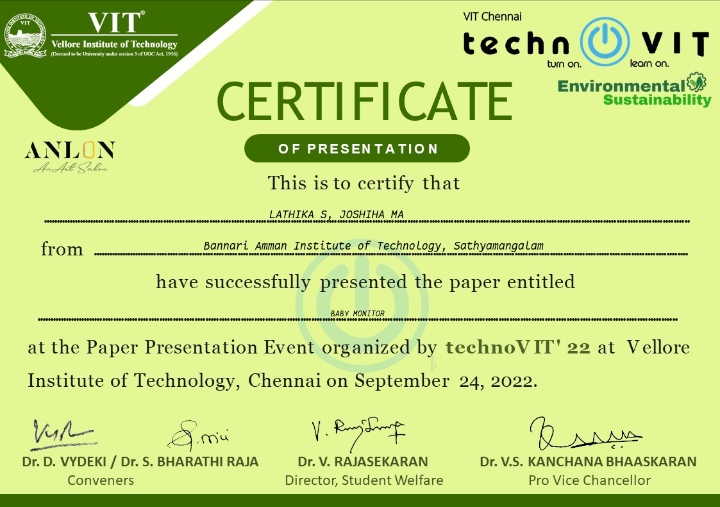 VIT®
Vellore Institute of Technology
(Deemed to be University under section 3 of UGC Act, 1956)
VIT Chennai
techno VIT
turn on. learn on.
Environmental
Sustainability
CERTIFICATE
OF PRESENTATION
ANLON
An Art Salon
This is to certify that
LATHIKA S, JOSHIHA MA
from Bannari Amman Institute of Technology, Sathyamangalam
have successfully presented the paper entitled
BABY MONITOR
at the Paper Presentation Event organized by technoVIT' 22 at Vellore
Institute of Technology, Chennai on September 24, 2022.
Dr. D. VYDEKI / Dr. S. BHARATHI RAJA Dr. V. RAJASEKARAN Dr. V.S. KANCHANA BHAASKARAN
Conveners Director, Student Welfare Pro Vice Chancellor